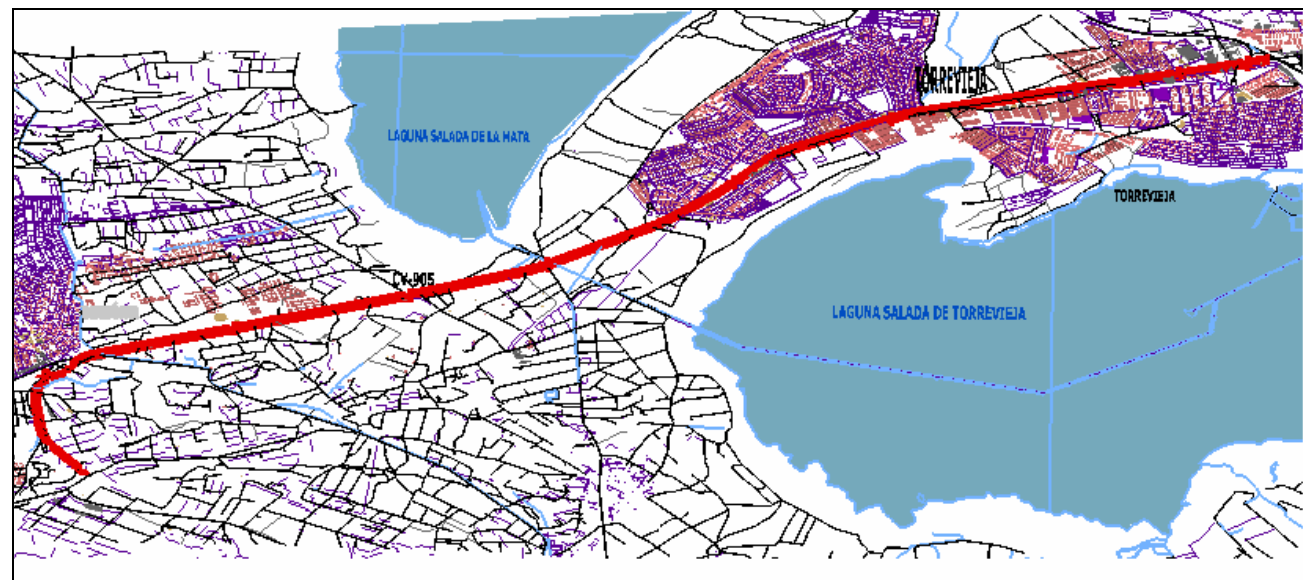 TORREVIEJA
LAGUNA SALADA DE LA MATA
TORREVIEJA
CV-905
LAGUNA SALADA DE TORREVIEJA